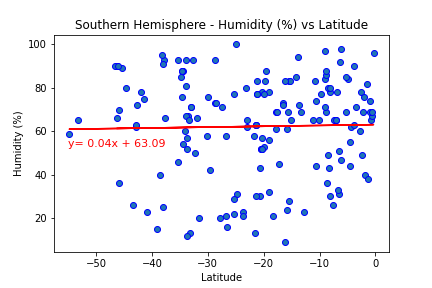 Southern Hemisphere - Humidity (%) vs Latitude
Humidity (%)
100
80
60
40
20
y= 0.04x + 63.09
−50
−40
−30
−20
−10
0
Latitude